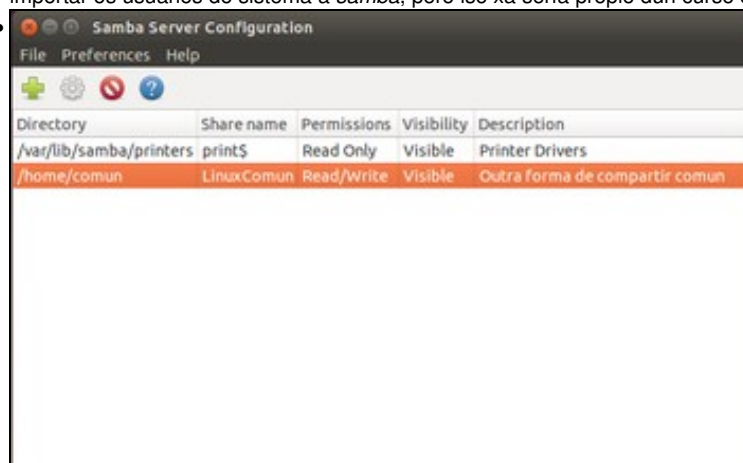 importar os usuarios do sistema a samba, pero iso xa sería propio dun curso
Samba Server Configuration
File Preferences Help
Directory Share name Permissions Visibility Description
/var/lib/samba/printers print$ Read Only Visible Printer Drivers
/home/comun LinuxComun Read/Write Visible Outra forma de compartir comun